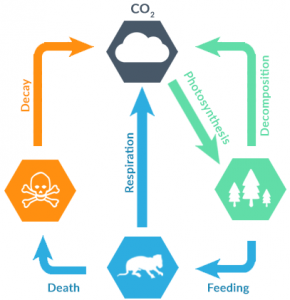 CO₂
Decay
Respiration
Photosynthesis
Decomposition
Death
Feeding